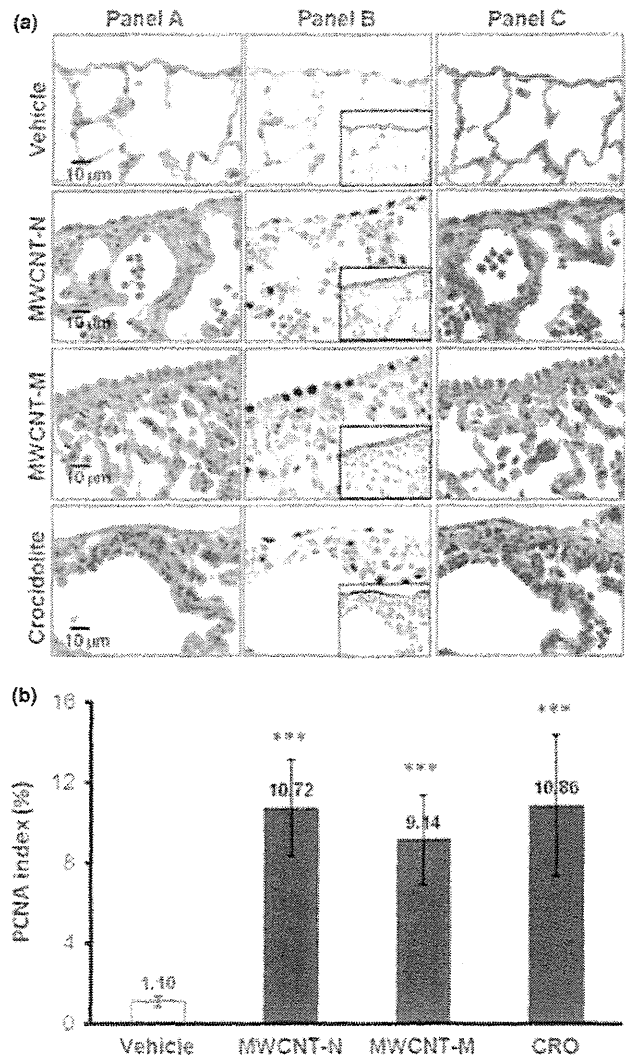 (a) Panel A Panel B Panel C
Vehicle
10 µm
MWCNT-N
10 µm
MWCNT-M
10 µm
Crocidolite
10 µm
(b)
PCNA index (%)
16
12
8
4
0
***
***
***
1.10
10.72
9.14
10.86
Vehicle MWCNT-N MWCNT-M CRO